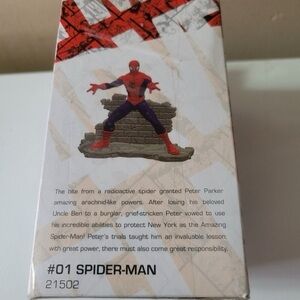 The bite from a radioactive spider granted Peter Parker
amazing arachnid-like powers. After losing his beloved
Uncle Ben to a burglar, grief-stricken Peter vowed to use
his incredible abilities to protect New York as the Amazing
Spider-Man! Peter's trials taught him an invaluable lesson:
with great power, there must also come great responsibility.
#01 SPIDER-MAN
21502